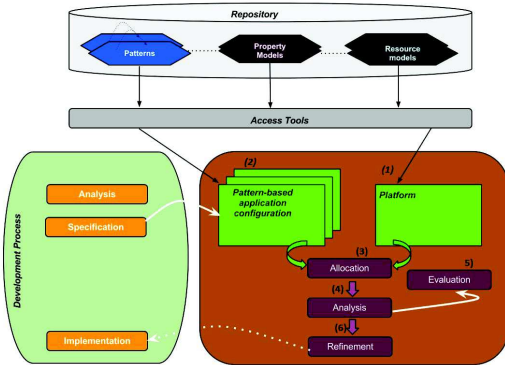 Repository
Patterns
Property
Models
Resource
models
Access Tools
Development Process
Analysis
Specification
Implementation
(2)
Pattern-based
application
configuration
(1)
Platform
(3)
Allocation
(4)
Analysis
5)
Evaluation
(6)
Refinement